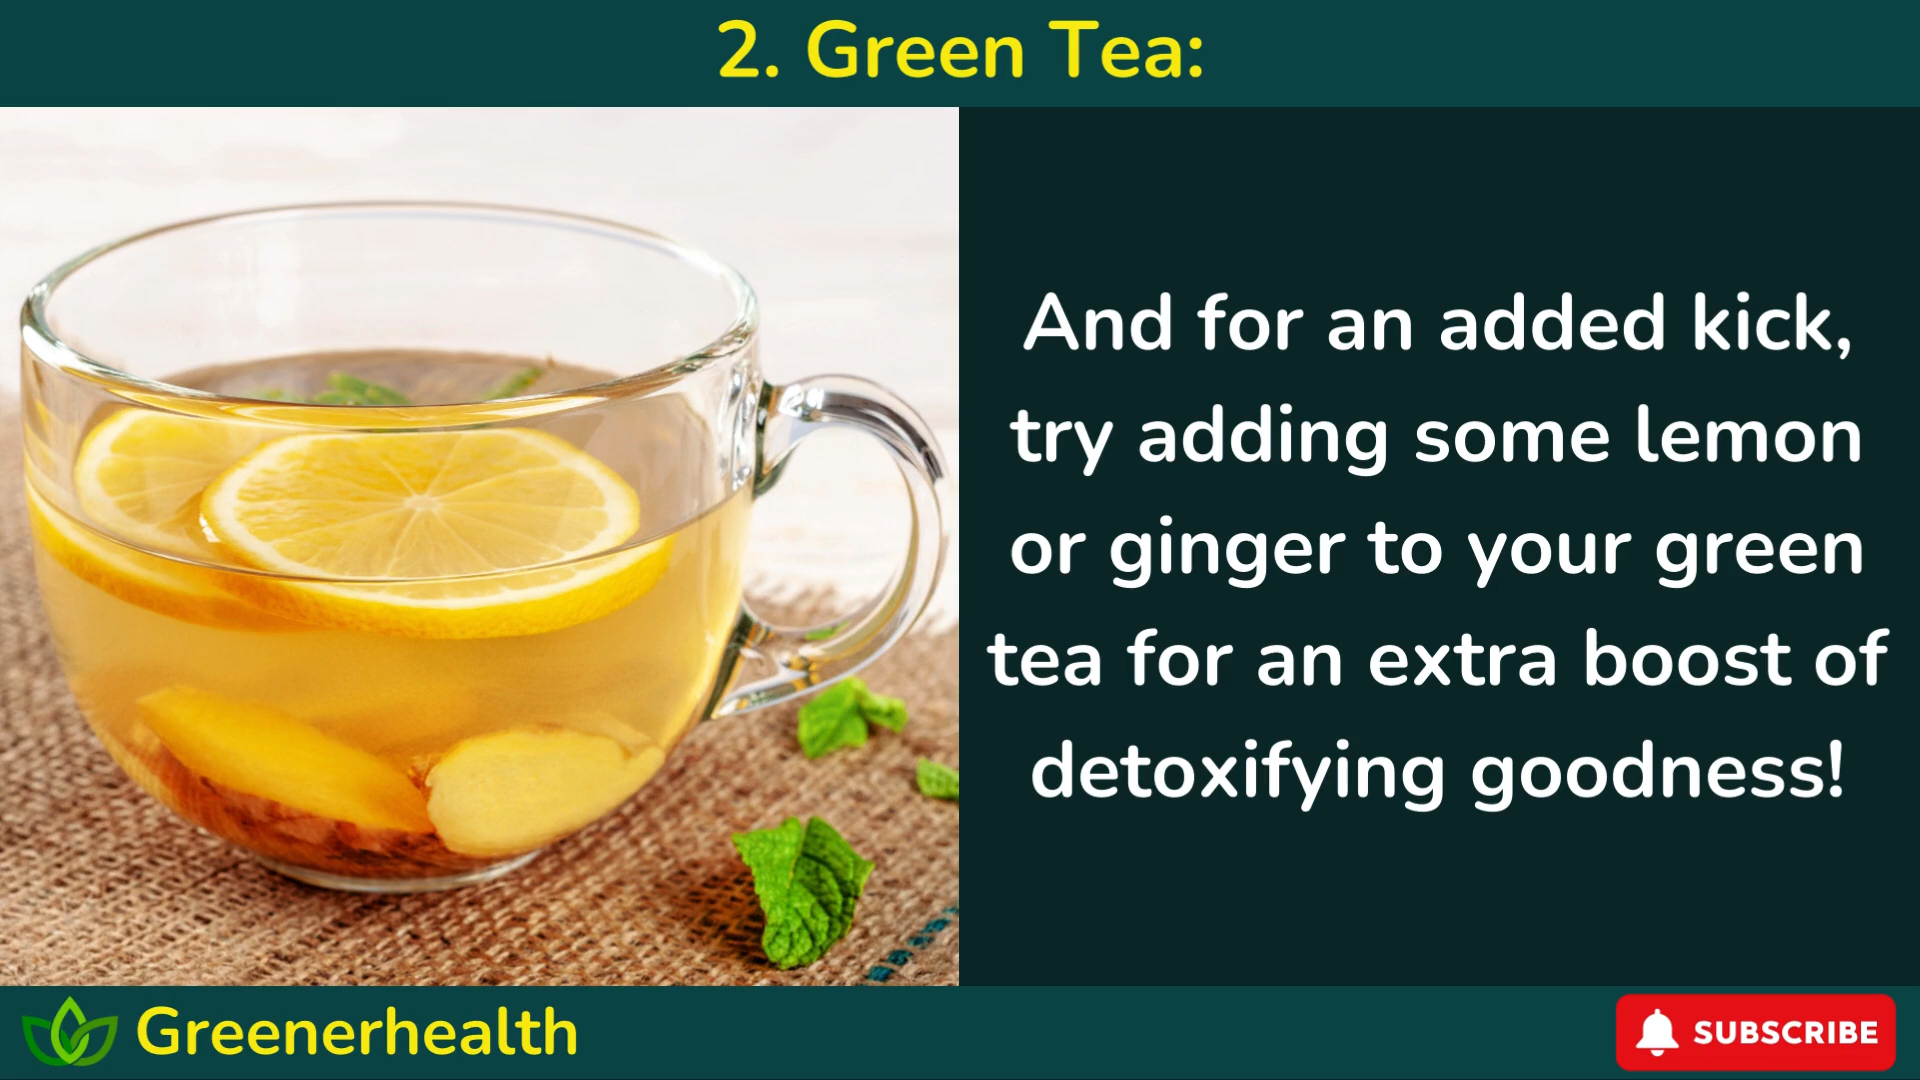 2. Green Tea:
And for an added kick,
try adding some lemon
or ginger to your green
tea for an extra boost of
detoxifying goodness!
Greenerhealth
SUBSCRIBE